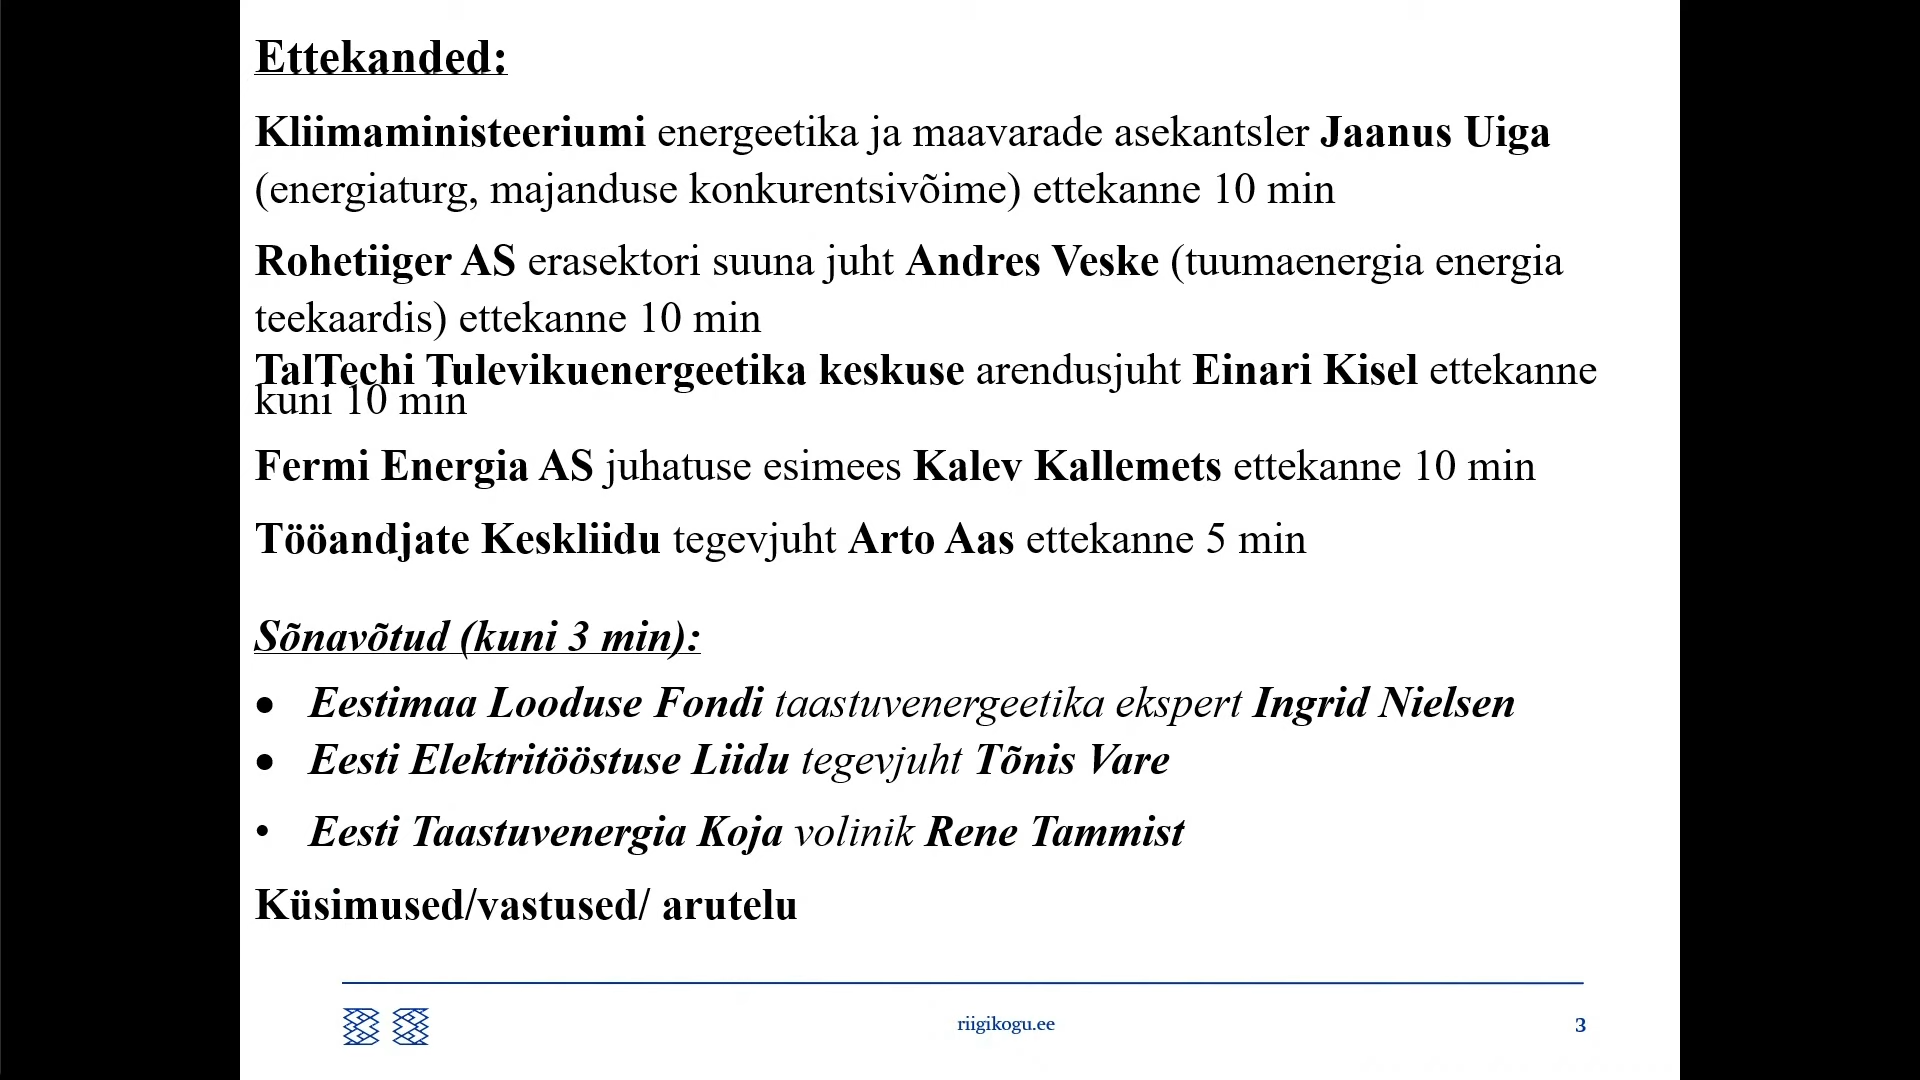 Ettekanded:
Kliimaministeeriumi energeetika ja maavarade asekantsler Jaanus Uiga
(energiaturg, majanduse konkurentsivõime) ettekanne 10 min
Rohetiiger AS erasektori suuna juht Andres Veske (tuumaenergia energia
teekaardis) ettekanne 10 min
TalTechi Tulevikuenergeetika keskuse arendusjuht Einari Kisel ettekanne
kuni 10 min
Fermi Energia AS juhatuse esimees Kalev Kallemets ettekanne 10 min
Tööandjate Keskliidu tegevjuht Arto Aas ettekanne 5 min
Sõnavõtud (kuni 3 min):
• Eestimaa Looduse Fondi taastuvenergeetika ekspert Ingrid Nielsen
• Eesti Elektritööstuse Liidu tegevjuht Tõnis Vare
• Eesti Taastuvenergia Koja volinik Rene Tammist
Küsimused/vastused/ arutelu
riigikogu.ee
3